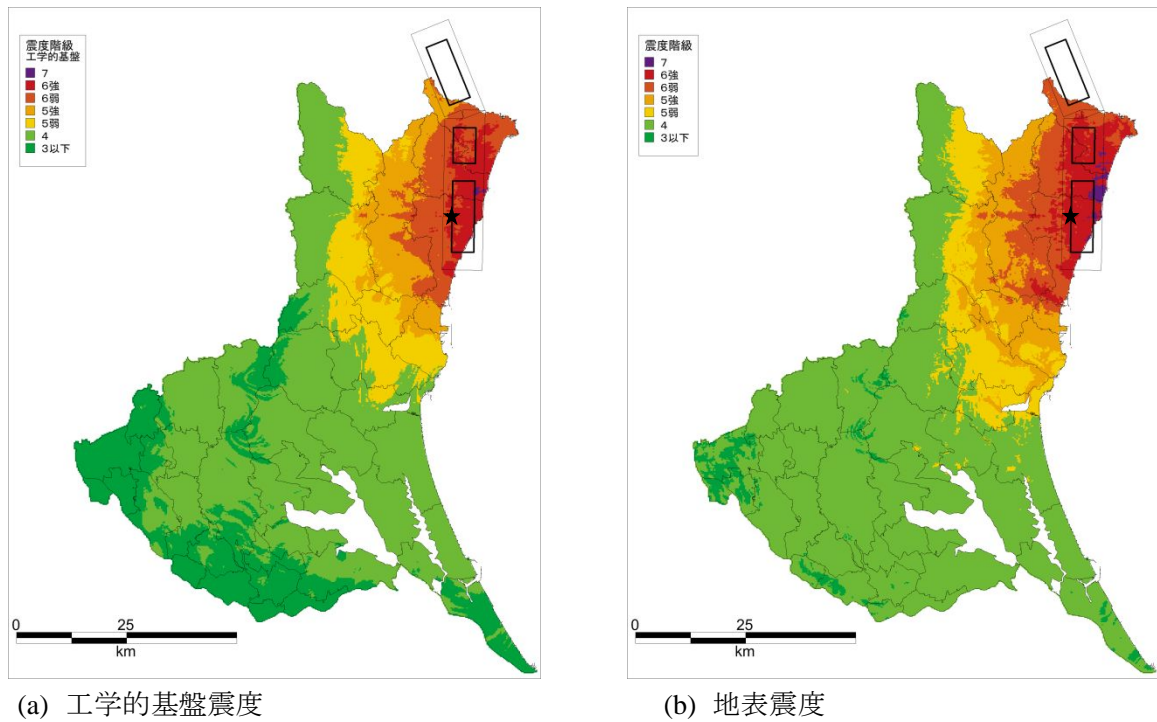 震度階級
工学的基盤
7
6強
6弱
5強
5弱
4
3以下
0 25
km
(a) 工学的基盤震度
震度階級
7
6強
6弱
5強
5弱
4
3以下
0 25
km
(b) 地表震度